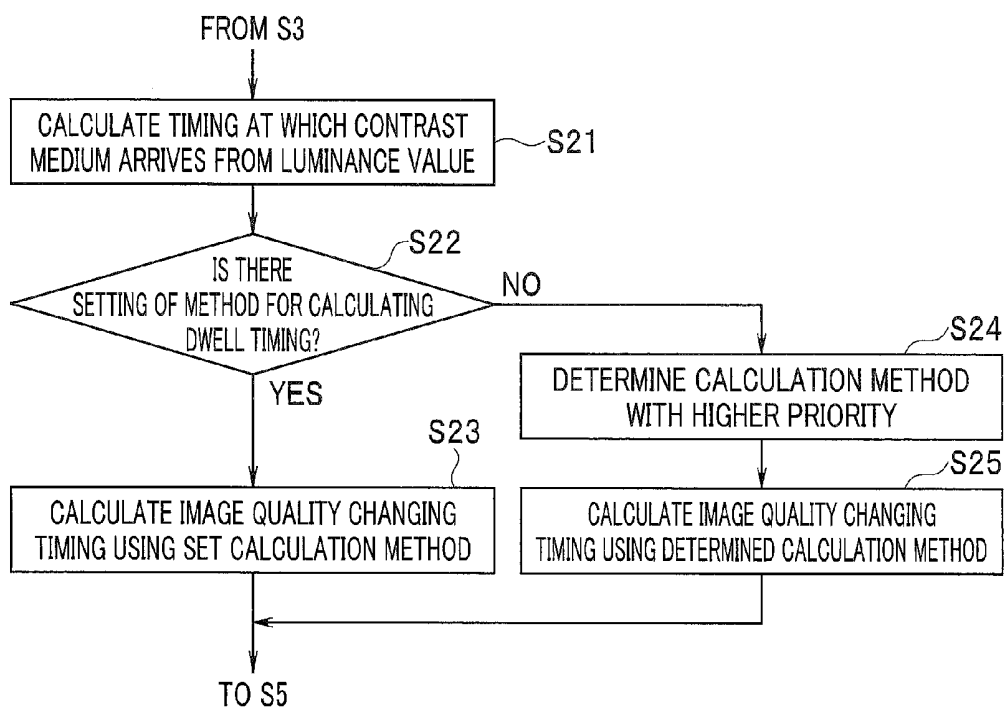 FROM S3
CALCULATE TIMING AT WHICH CONTRAST
MEDIUM ARRIVES FROM LUMINANCE VALUE
S21
S22
IS THERE
SETTING OF METHOD FOR CALCULATING
DWELL TIMING?
NO
YES
S24
DETERMINE CALCULATION METHOD
WITH HIGHER PRIORITY
S23
CALCULATE IMAGE QUALITY CHANGING
TIMING USING SET CALCULATION METHOD
S25
CALCULATE IMAGE QUALITY CHANGING
TIMING USING DETERMINED CALCULATION METHOD
TO S5